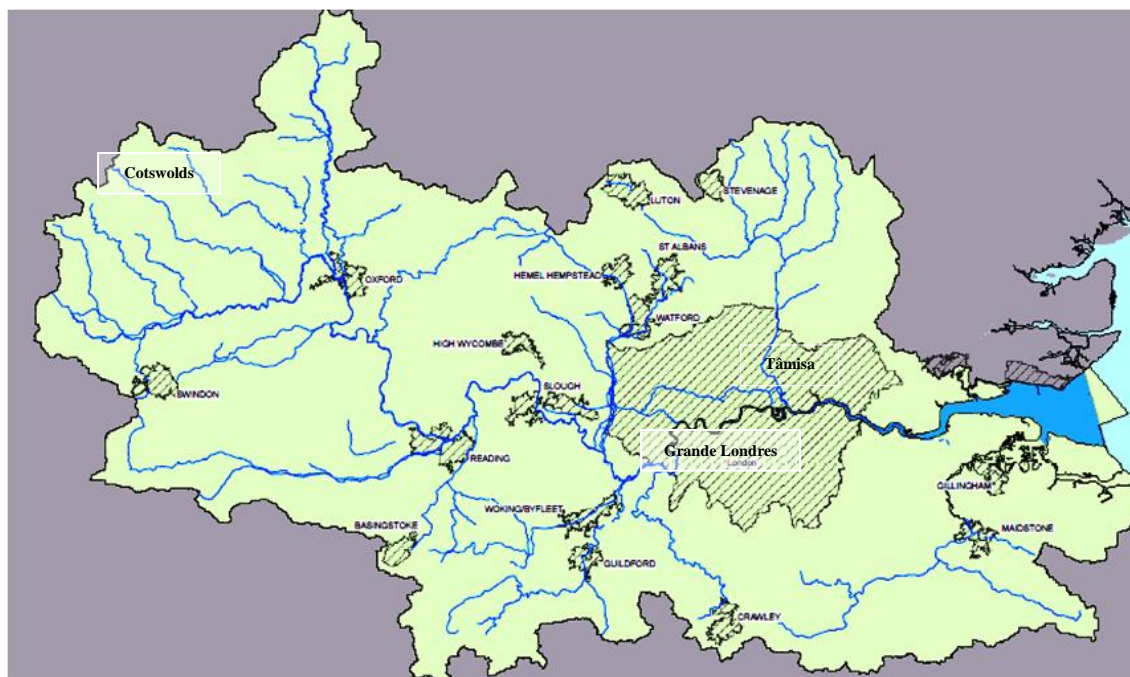 Cotswolds
LUTON
STEVENAGE
ST ALBANS
HEMEL HEMPSTEAD
OXFORD
WATFORD
HIGH WYCOMBE
Tâmisa
SLOUGH
SWINDON
READING
Grande Londres
London
GILLINGHAM
WOKING/BYFLEET
BASINGSTOKE
MAIDSTONE
GUILDFORD
CRAWLEY